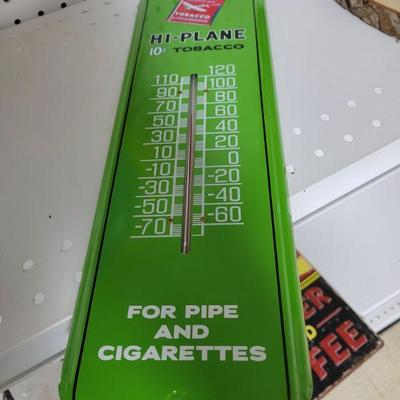 TOBACCO
HI-PLANE
10¢ TOBACCO
120
110
100
90
80
70
60
50
40
30
20
10
0
-10
-20
-30
-40
-50
-60
-70
FOR PIPE
AND
CIGARETTES
FEE